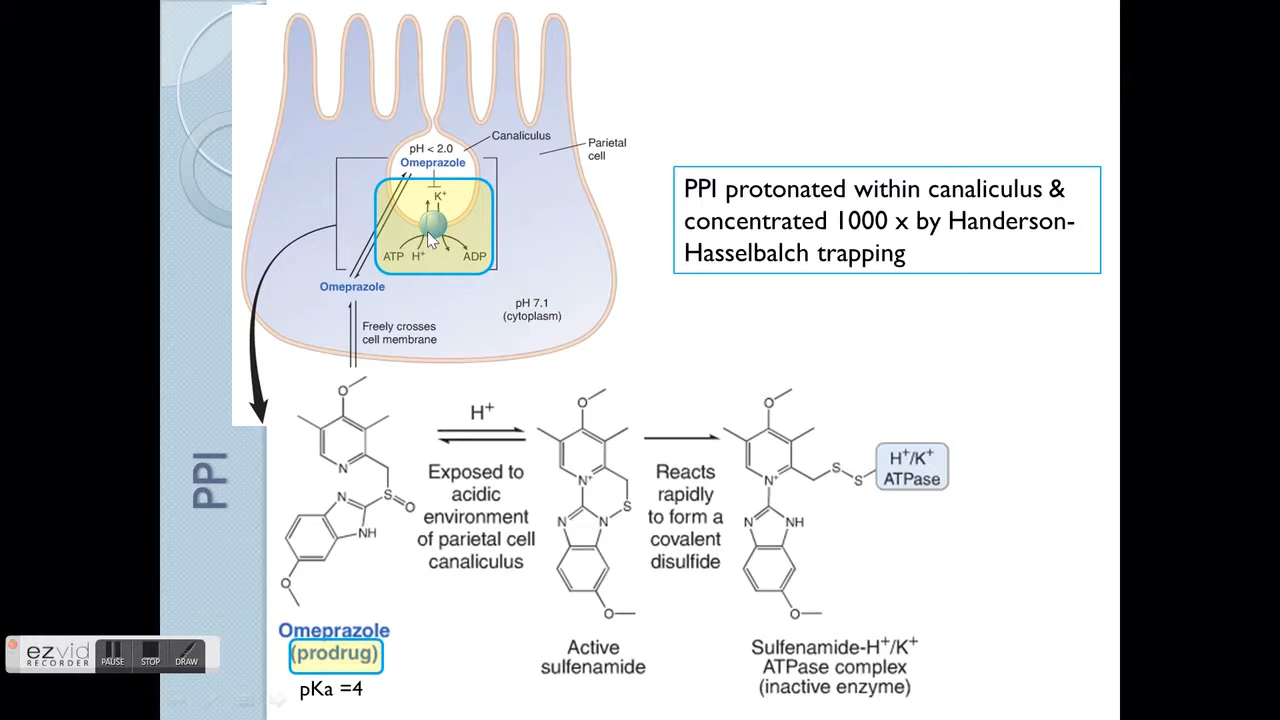 Canaliculus
Parietal
cell
pH < 2.0
Omeprazole
K⁺
ATP H⁺ ADP
Omeprazole
pH 7.1
(cytoplasm)
Freely crosses
cell membrane
PPI protonated within canaliculus &
concentrated 1000 x by Handerson-
Hasselbalch trapping
PPI
O
N
N
S
O
NH
O
H⁺
Exposed to
acidic
environment
of parietal cell
canaliculus
O
N⁺
S
N
N
O
Reacts
rapidly
to form a
covalent
disulfide
O
N⁺
S
S
H⁺/K⁺
ATPase
N
NH
O
Omeprazole
(prodrug)
pKa =4
Active
sulfenamide
Sulfenamide-H⁺/K⁺
ATPase complex
(inactive enzyme)
ezvid
RECORDER
PAUSE
STOP
DRAW